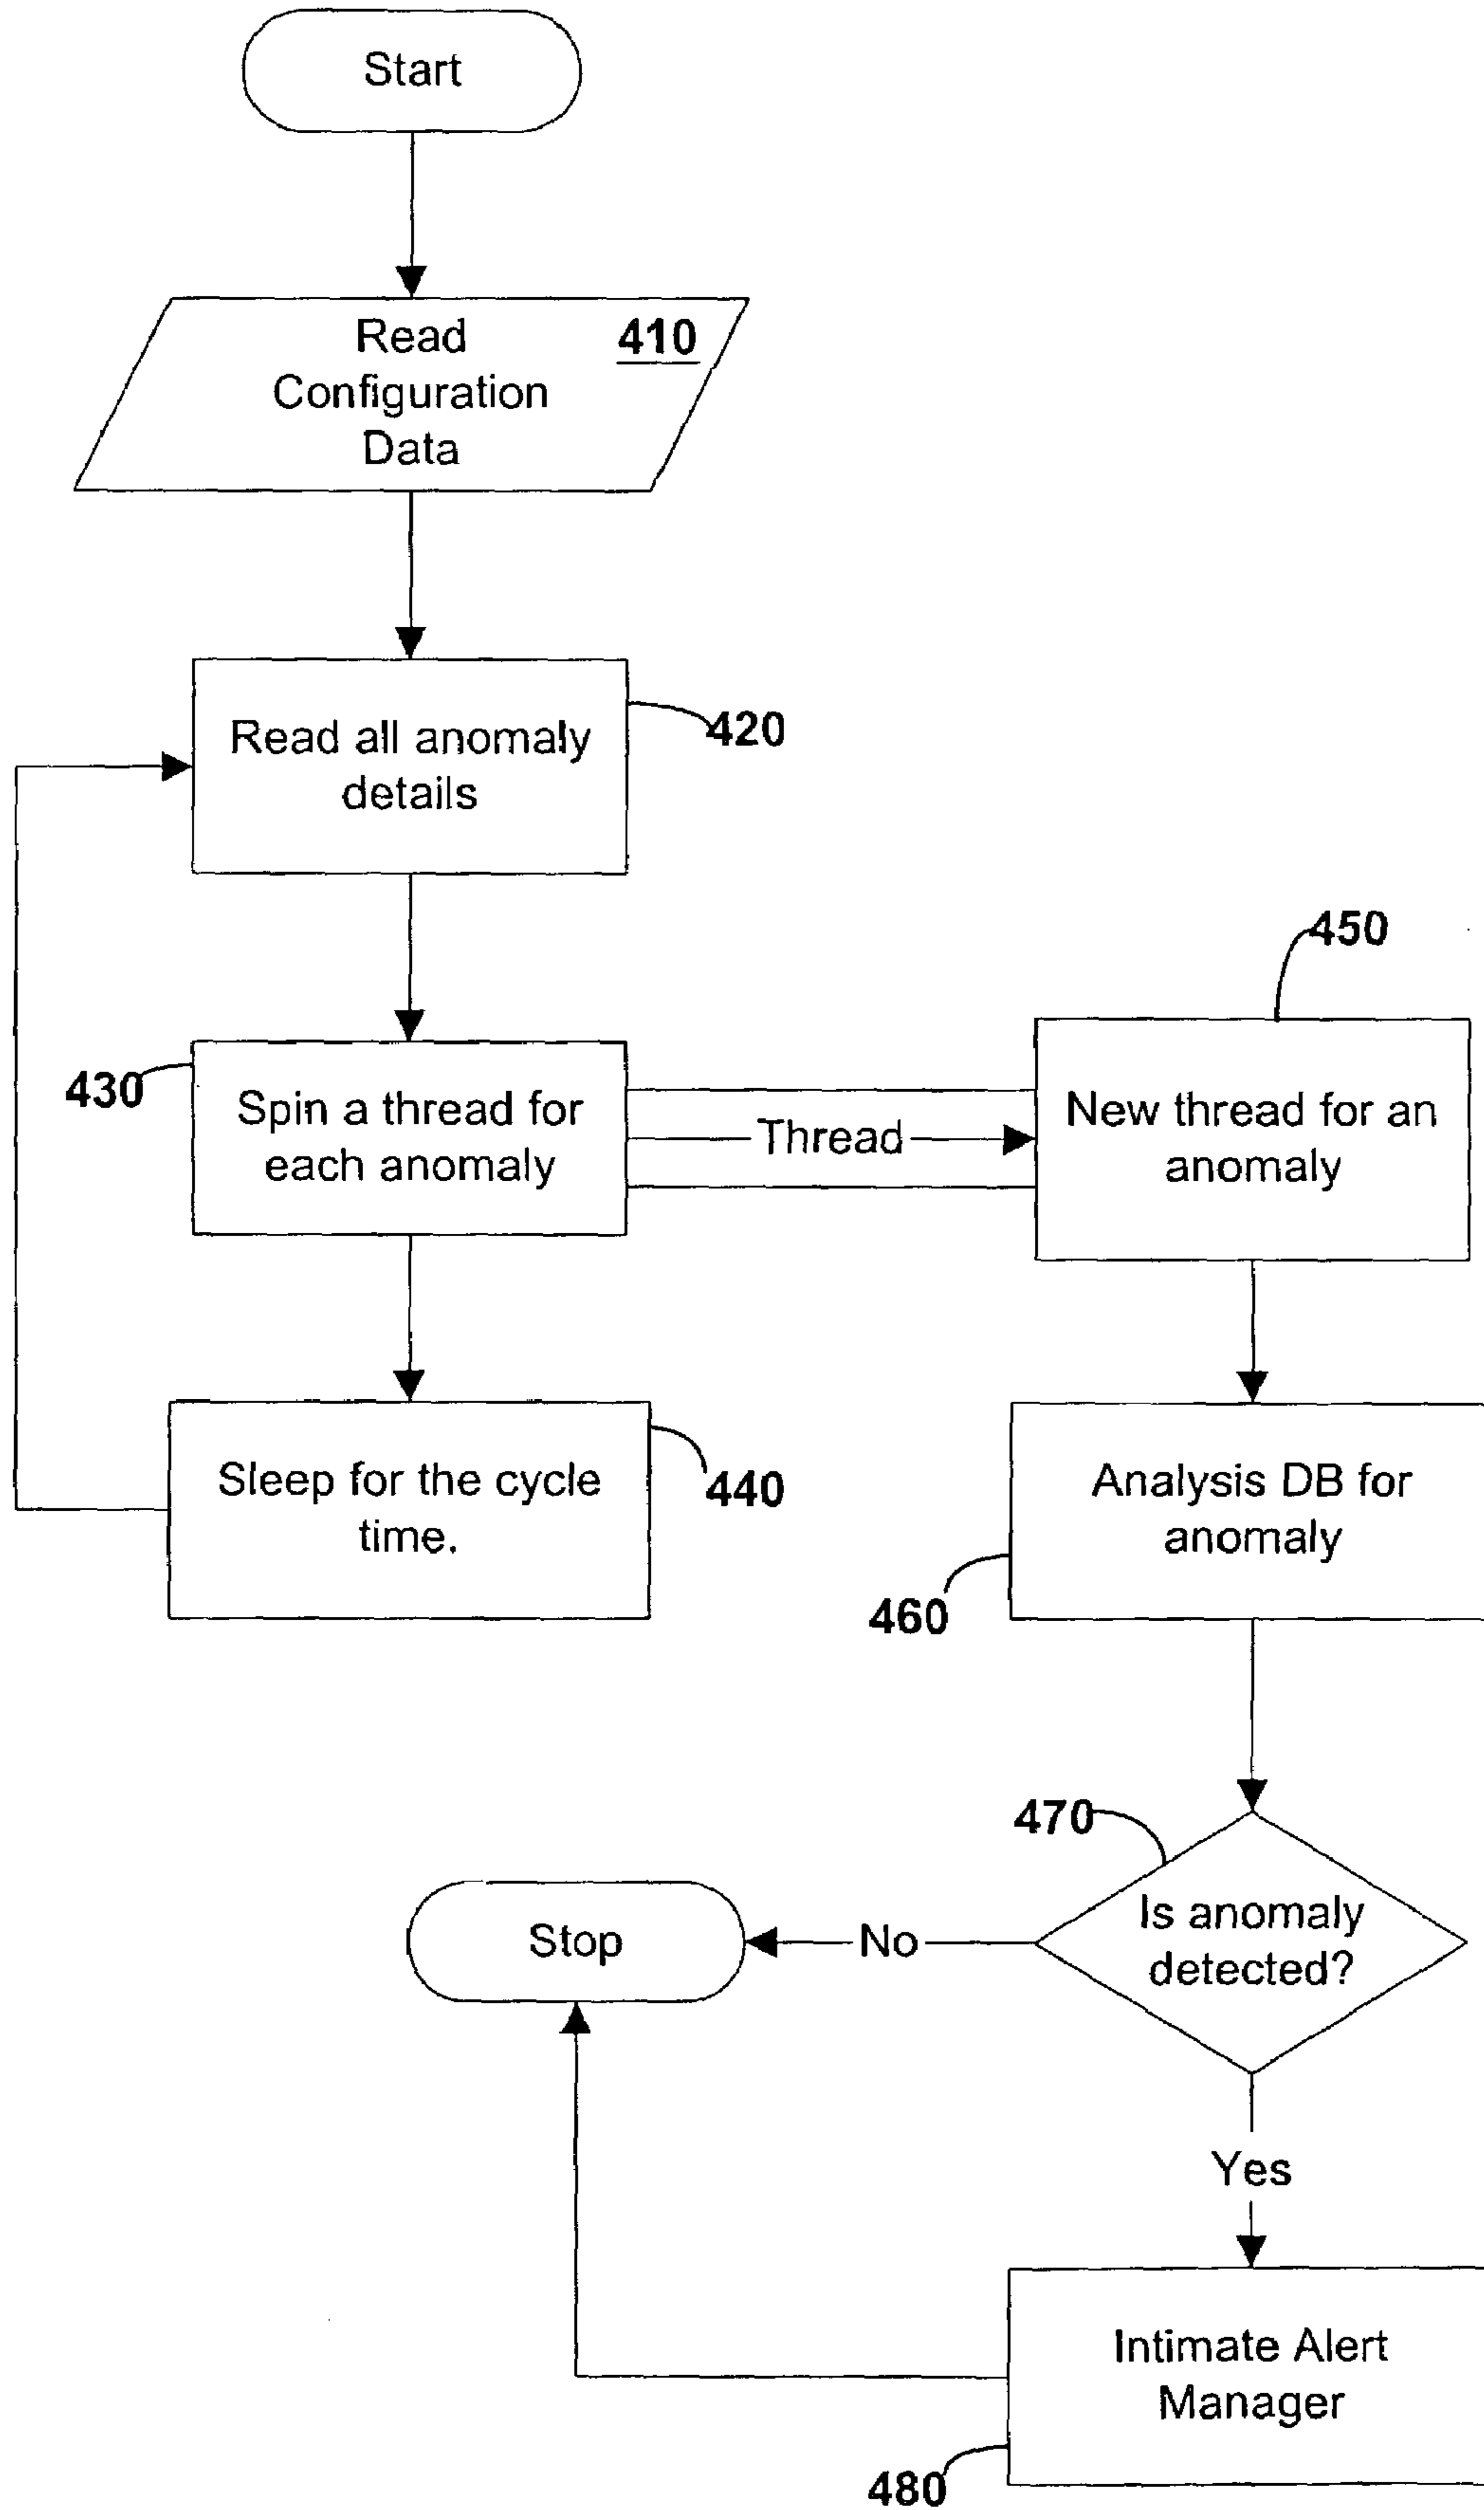 Start
Read
Configuration
Data
410
Read all anomaly
details
420
450
430
Spin a thread for
each anomaly
Thread
New thread for an
anomaly
Sleep for the cycle
time.
440
Analysis DB for
anomaly
460
470
Is anomaly
detected?
No
Stop
Yes
Intimate Alert
Manager
480